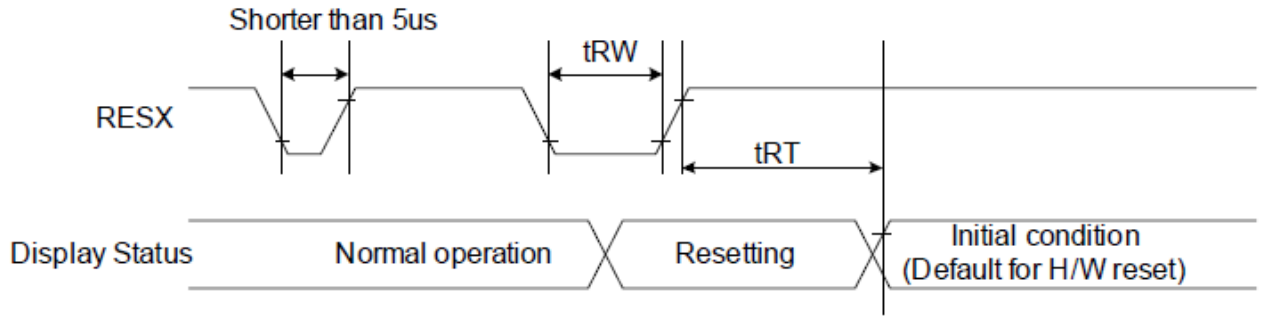 Shorter than 5us
tRW
RESX
tRT
Display Status
Normal operation
Resetting
Initial condition
(Default for H/W reset)